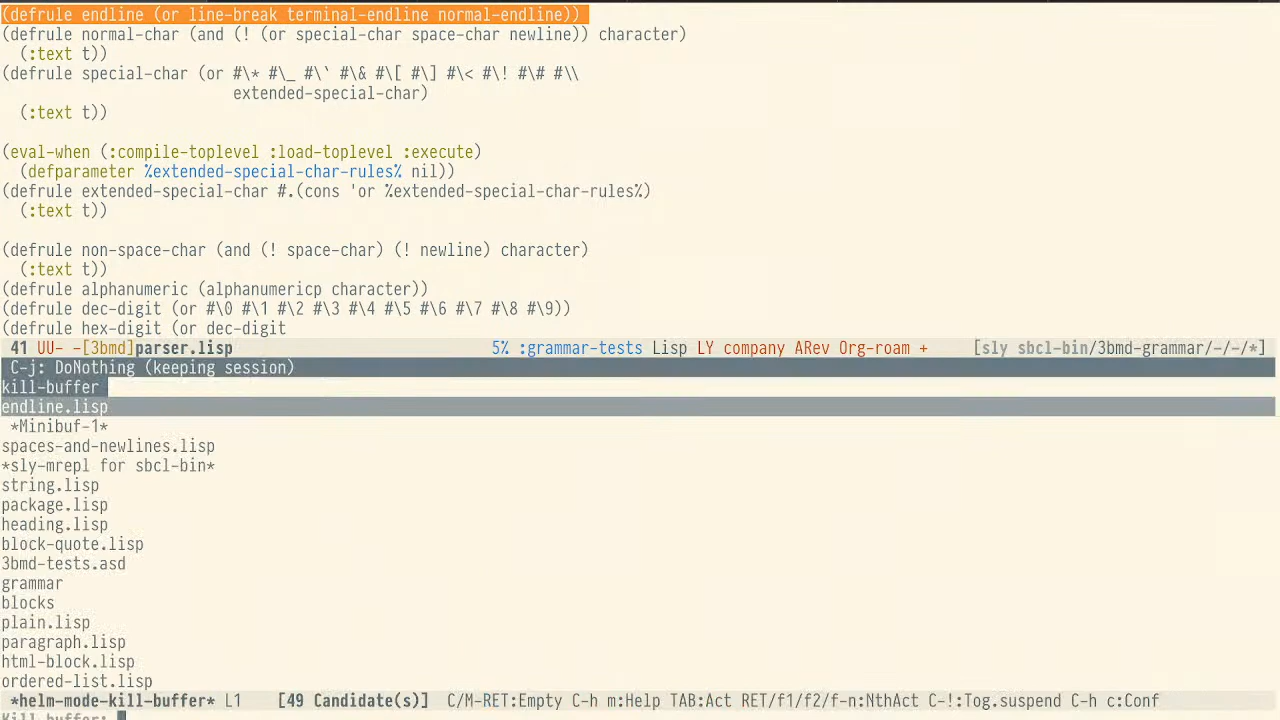 (defrule endline (or line-break terminal-endline normal-endline))
(defrule normal-char (and (! (or special-char space-char newline)) character)
  (:text t))
(defrule special-char (or #\* #\_ #\` #\& #\[ #\] #\< #\! #\# #\\
                          extended-special-char)
  (:text t))

(eval-when (:compile-toplevel :load-toplevel :execute)
  (defparameter %extended-special-char-rules% nil))
(defrule extended-special-char #.(cons 'or %extended-special-char-rules%)
  (:text t))

(defrule non-space-char (and (! space-char) (! newline) character)
  (:text t))
(defrule alphanumeric (alphanumericp character))
(defrule dec-digit (or #\0 #\1 #\2 #\3 #\4 #\5 #\6 #\7 #\8 #\9))
(defrule hex-digit (or dec-digit
41 UU- -[3bmd]parser.lisp 5% :grammar-tests Lisp LY company ARev Org-roam + [sly sbcl-bin/3bmd-grammar/-/-/*]
C-j: DoNothing (keeping session)
kill-buffer
endline.lisp
*Minibuf-1*
spaces-and-newlines.lisp
*sly-mrepl for sbcl-bin*
string.lisp
package.lisp
heading.lisp
block-quote.lisp
3bmd-tests.asd
grammar
blocks
plain.lisp
paragraph.lisp
html-block.lisp
ordered-list.lisp
*helm-mode-kill-buffer* L1 [49 Candidate(s)] C/M-RET:Empty C-h m:Help TAB:Act RET/f1/f2/f-n:NthAct C-!:Tog.suspend C-h c:Conf
Kill buffer: